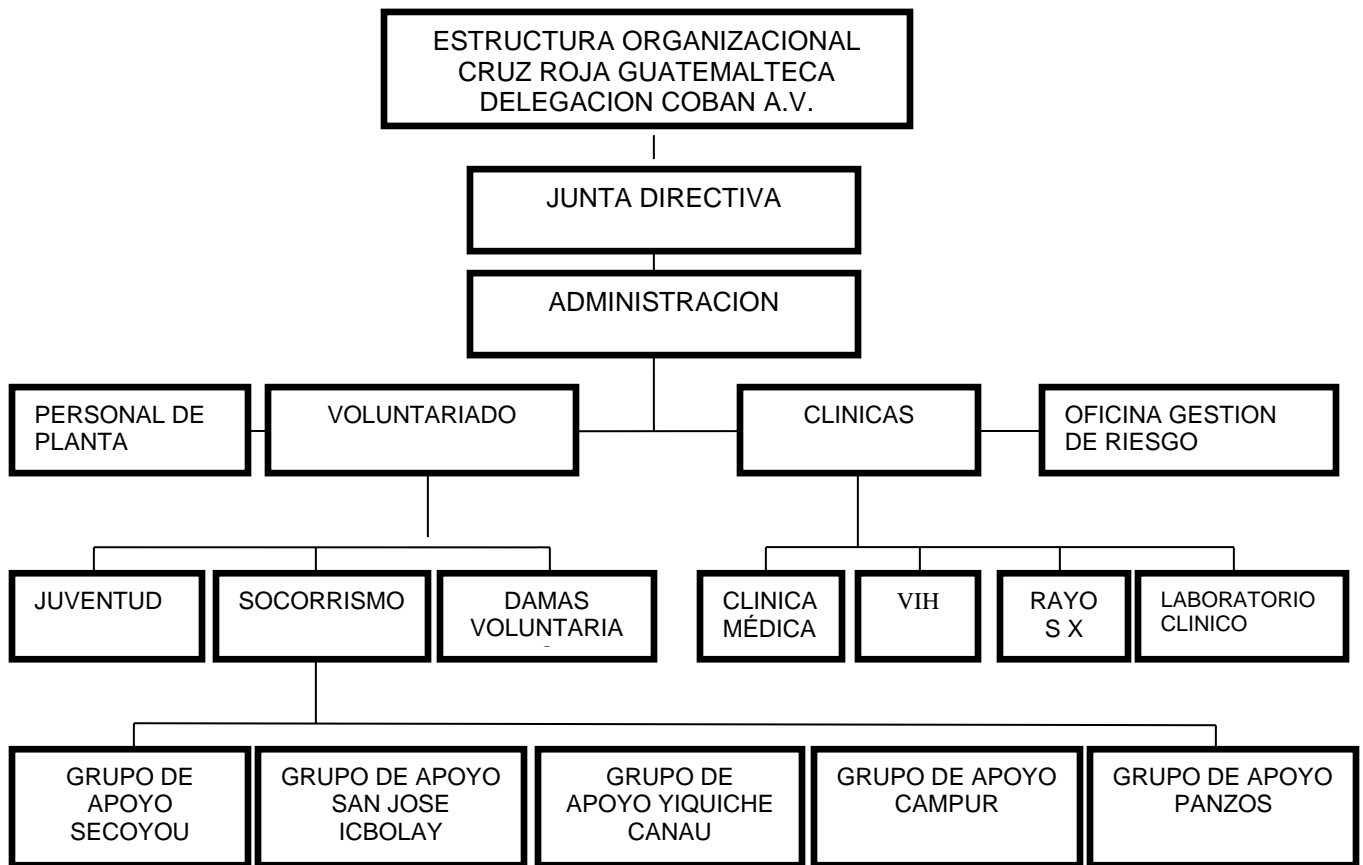 ESTRUCTURA ORGANIZACIONAL
CRUZ ROJA GUATEMALTECA
DELEGACION COBAN A.V.
JUNTA DIRECTIVA
ADMINISTRACION
PERSONAL DE
PLANTA
VOLUNTARIADO
CLINICAS
OFICINA GESTION
DE RIESGO
JUVENTUD
SOCORRISMO
DAMAS
VOLUNTARIA
CLINICA
MÉDICA
VIH
RAYO
S X
LABORATORIO
CLINICO
GRUPO DE
APOYO
SECOYOU
GRUPO DE APOYO
SAN JOSE
ICBOLAY
GRUPO DE
APOYO YIQUICHE
CANAU
GRUPO DE APOYO
CAMPUR
GRUPO DE APOYO
PANZOS